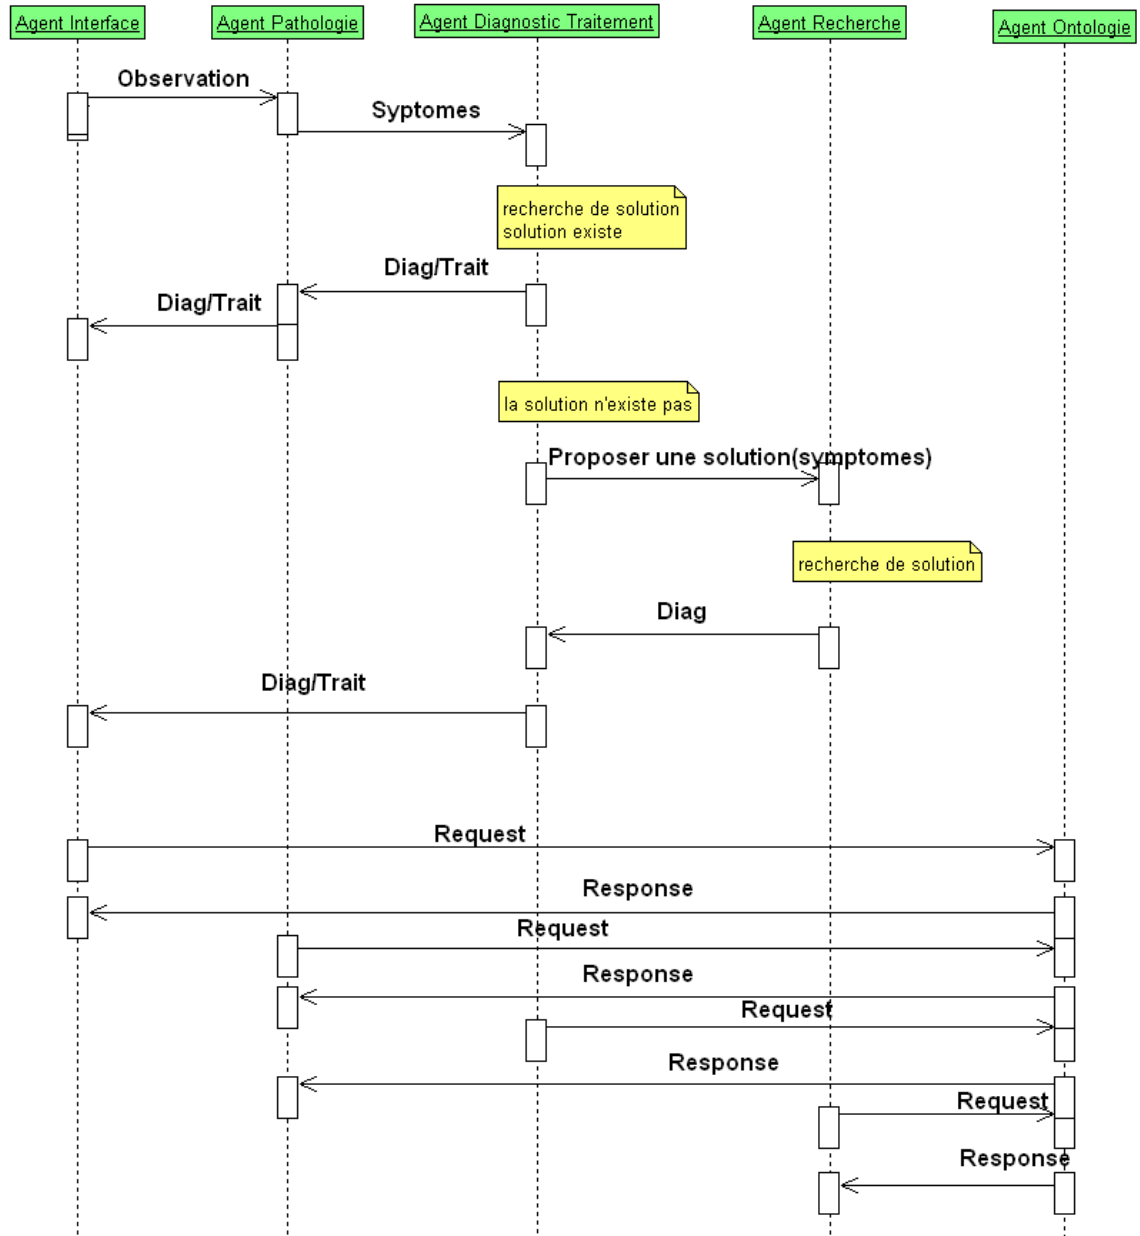 Agent Interface
Agent Pathologie
Agent Diagnostic Traitement
Agent Recherche
Agent Ontologie
Observation
Syptomes
recherche de solution
solution existe
Diag/Trait
Diag/Trait
la solution n'existe pas
Proposer une solution(symptomes)
recherche de solution
Diag
Diag/Trait
Request
Response
Request
Response
Request
Response
Request
Response